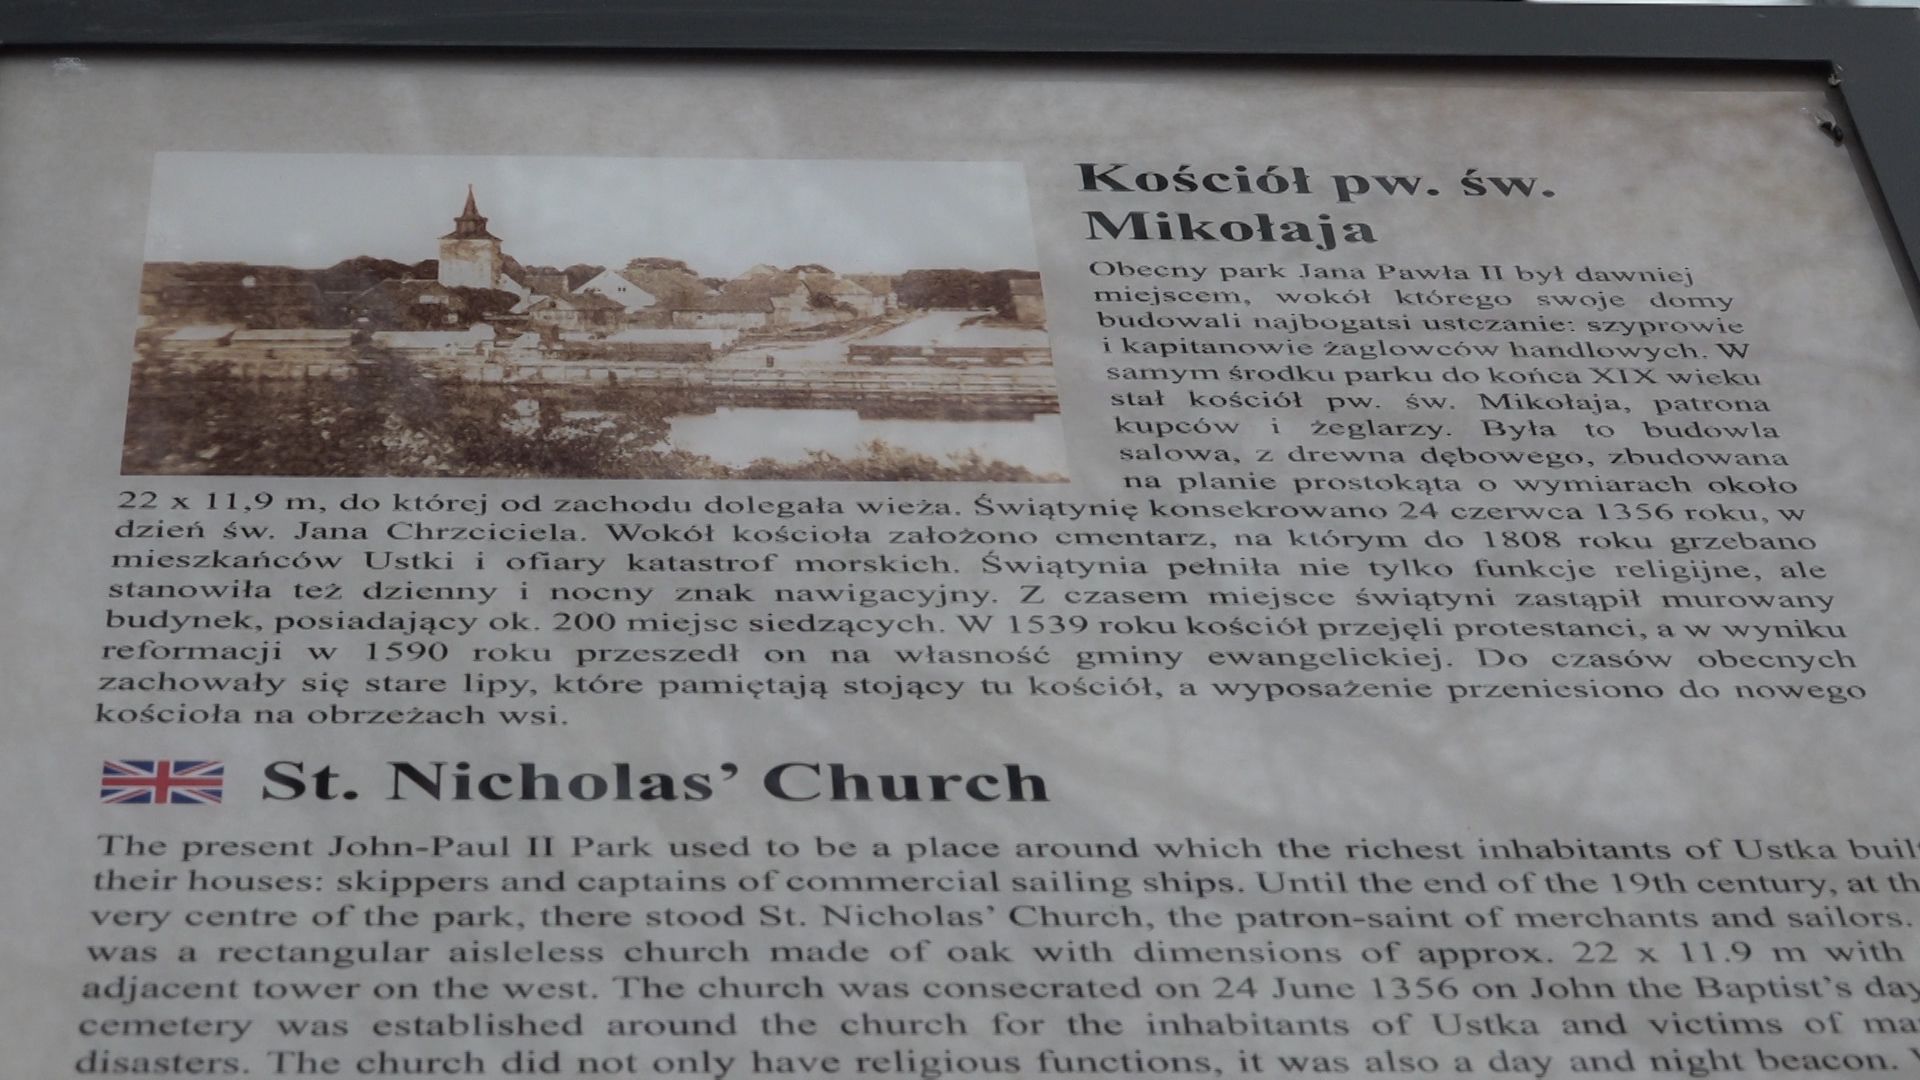 Kościół pw. św.
Mikołaja
Obecny park Jana Pawła II był dawniej
miejscem, wokół którego swoje domy
budowali najbogatsi ustczanie: szyprowie
i kapitanowie żaglowców handlowych. W
samym środku parku do końca XIX wieku
stał kościół pw. św. Mikołaja, patrona
kupców i żeglarzy. Była to budowla
salowa, z drewna dębowego, zbudowana
na planie prostokąta o wymiarach około
22 x 11,9 m, do której od zachodu dolegała wieża. Świątynię konsekrowano 24 czerwca 1356 roku, w
dzień św. Jana Chrzciciela. Wokół kościoła założono cmentarz, na którym do 1808 roku grzebano
mieszkańców Ustki i ofiary katastrof morskich. Świątynia pełniła nie tylko funkcje religijne, ale
stanowiła też dzienny i nocny znak nawigacyjny. Z czasem miejsce świątyni zastąpił murowany
budynek, posiadający ok. 200 miejsc siedzących. W 1539 roku kościół przejęli protestanci, a w wyniku
reformacji w 1590 roku przeszedł on na własność gminy ewangelickiej. Do czasów obecnych
zachowały się stare lipy, które pamiętają stojący tu kościół, a wyposażenie przeniesiono do nowego
kościoła na obrzeżach wsi.
St. Nicholas' Church
The present John-Paul II Park used to be a place around which the richest inhabitants of Ustka built
their houses: skippers and captains of commercial sailing ships. Until the end of the 19th century, at th
very centre of the park, there stood St. Nicholas' Church, the patron-saint of merchants and sailors.
was a rectangular aisleless church made of oak with dimensions of approx. 22 x 11.9 m with
adjacent tower on the west. The church was consecrated on 24 June 1356 on John the Baptist's day
cemetery was established around the church for the inhabitants of Ustka and victims of ma
disasters. The church did not only have religious functions, it was also a day and night beacon.